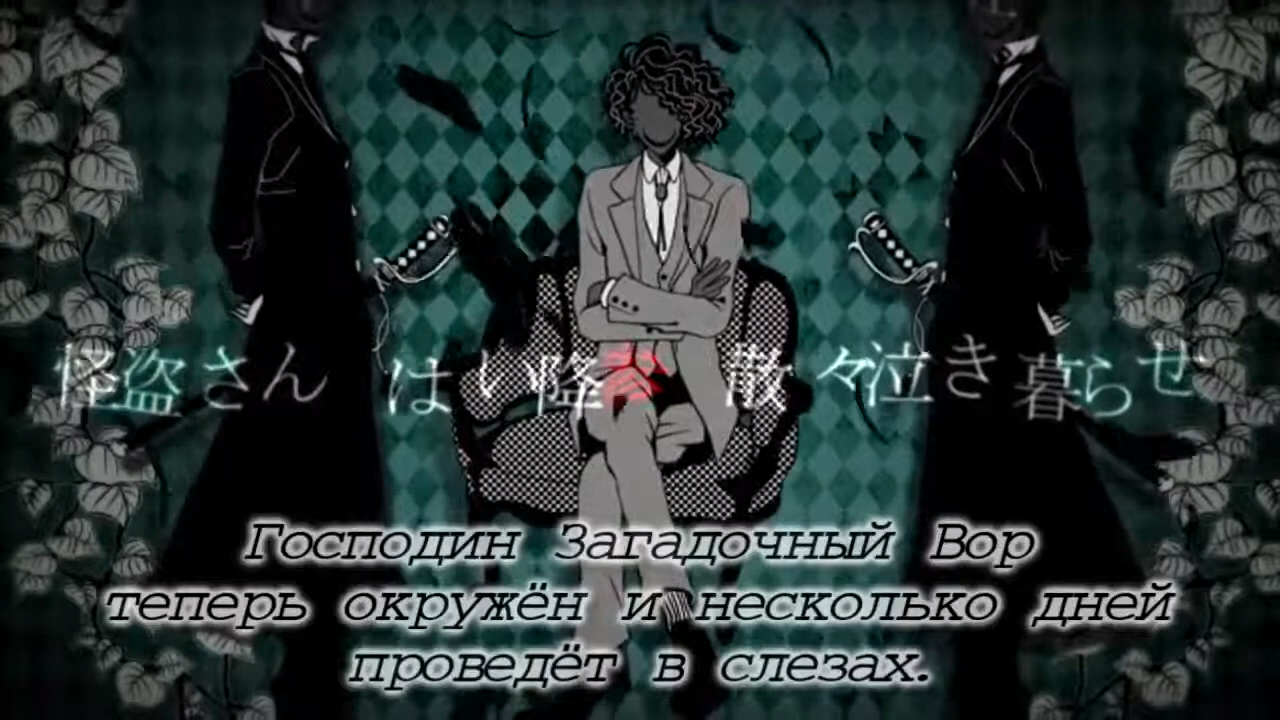 怪盗さん はい降参 散々泣き暮らせ
Господин Загадочный Вор
теперь окружён и несколько дней
проведёт в слезах.